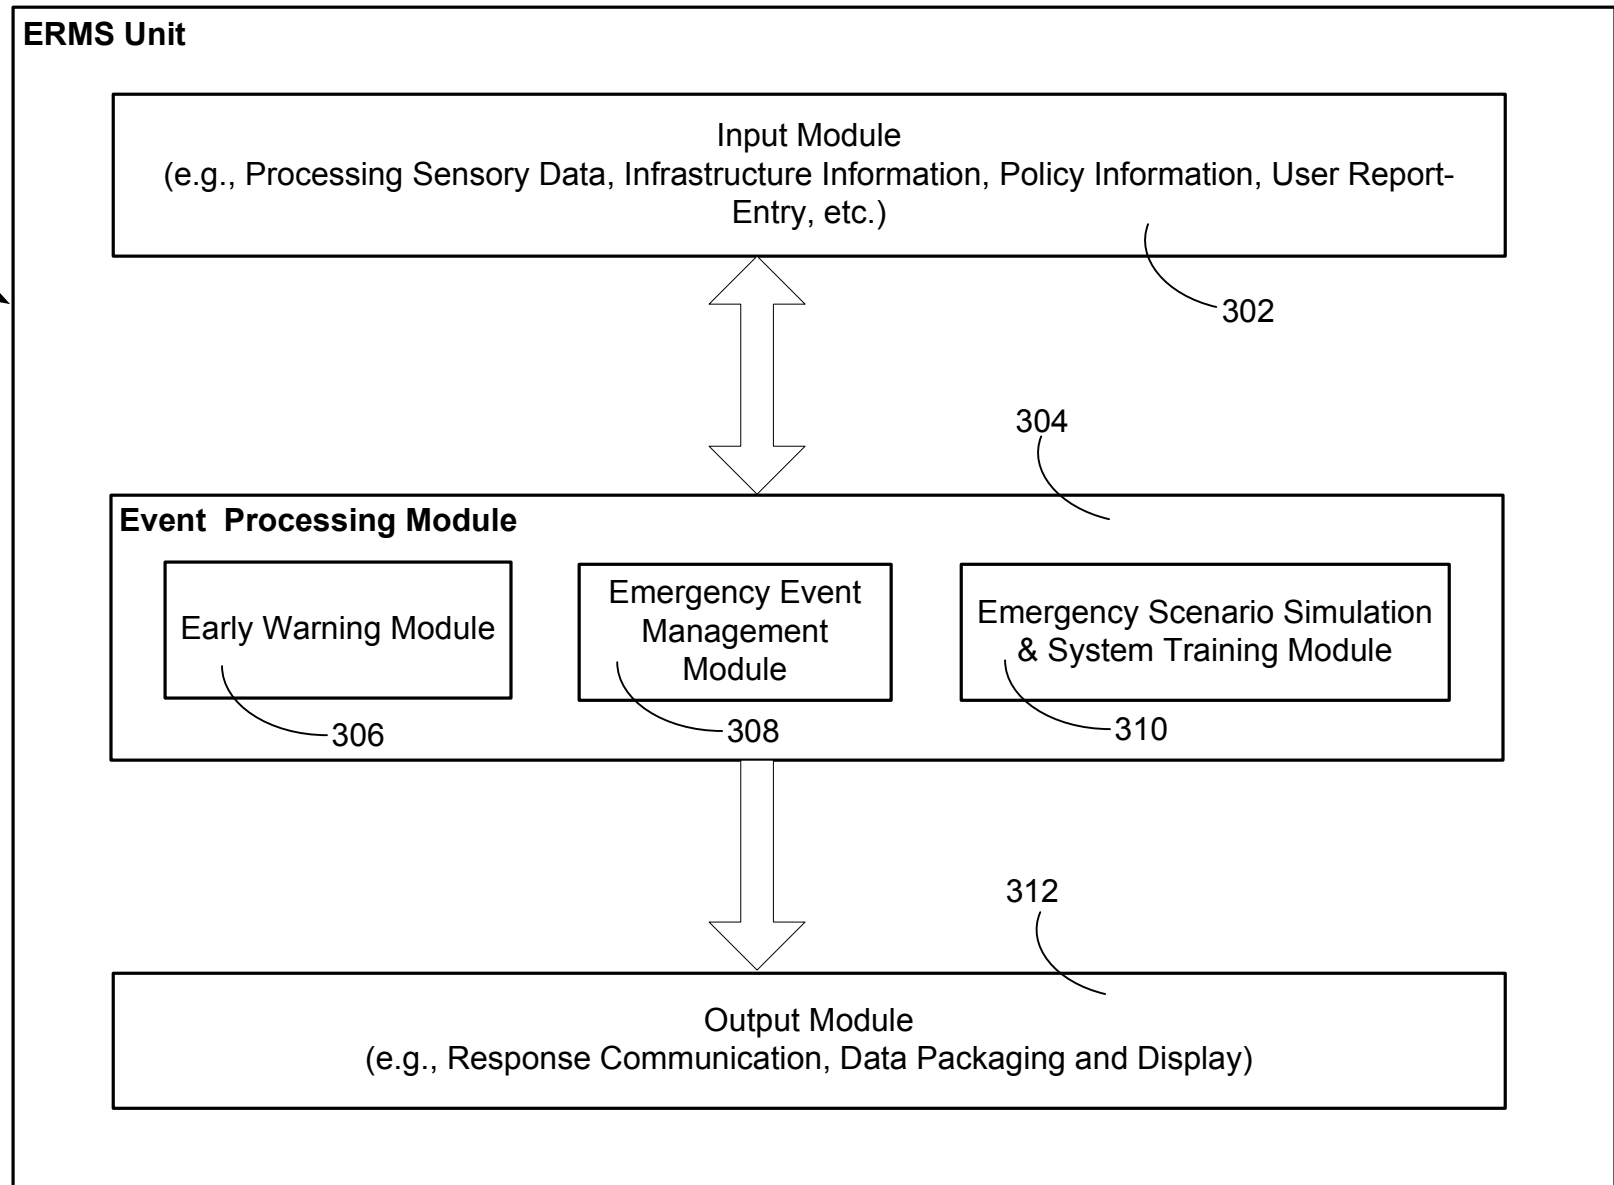 ERMS Unit
Input Module
(e.g., Processing Sensory Data, Infrastructure Information, Policy Information, User Report-
Entry, etc.)
302
304
Event  Processing Module
Early Warning Module
Emergency Event
Management
Module
Emergency Scenario Simulation
& System Training Module
306
308
310
312
Output Module
(e.g., Response Communication, Data Packaging and Display)